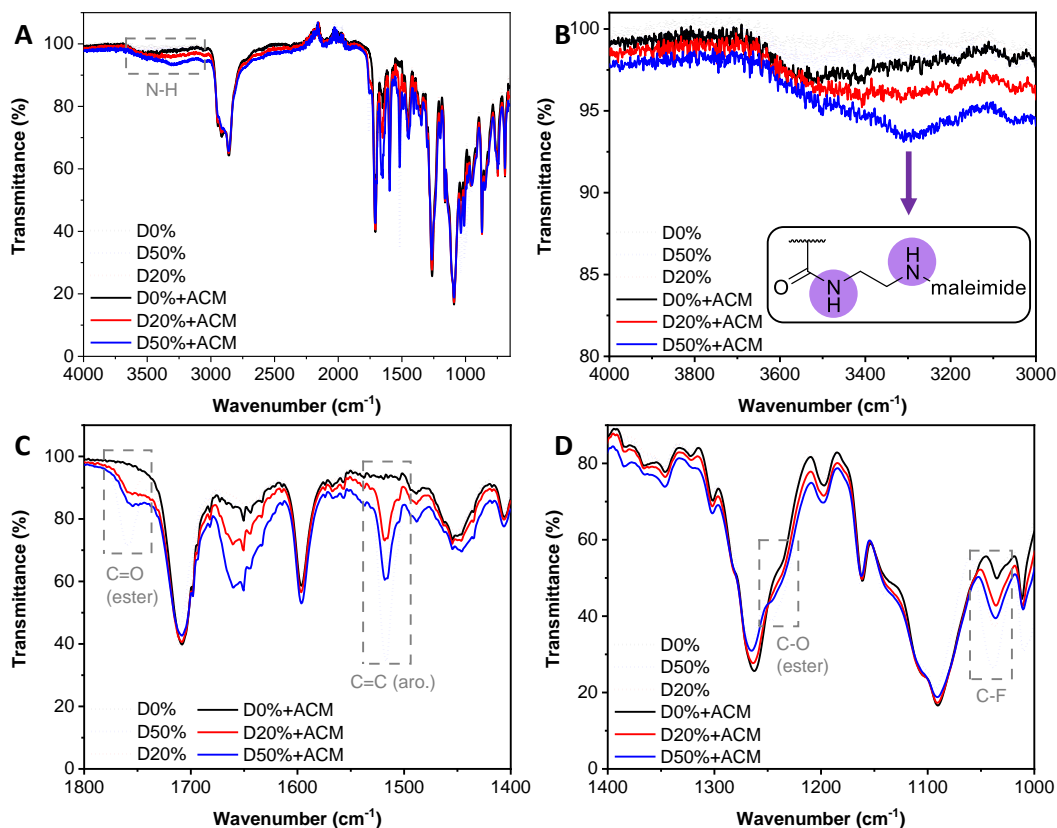 A
100
80
60
40
20
0
Transmittance (%)
N-H
D0%
D50%
D20%
D0%+ACM
D20%+ACM
D50%+ACM
4000 3500 3000 2500 2000 1500 1000
Wavenumber (cm-1)
B
100
95
90
85
80
Transmittance (%)
D0%
D50%
D20%
D0%+ACM
D20%+ACM
D50%+ACM
O
N
H
H
N
maleimide
4000 3800 3600 3400 3200 3000
Wavenumber (cm-1)
C
100
80
60
40
20
0
Transmittance (%)
C=O
(ester)
C=C (aro.)
D0% D0%+ACM
D50% D20%+ACM
D20% D50%+ACM
1800 1700 1600 1500 1400
Wavenumber (cm-1)
D
80
60
40
20
0
Transmittance (%)
C-O
(ester)
C-F
D0%
D50%
D20%
D0%+ACM
D20%+ACM
D50%+ACM
1400 1300 1200 1100 1000
Wavenumber (cm-1)